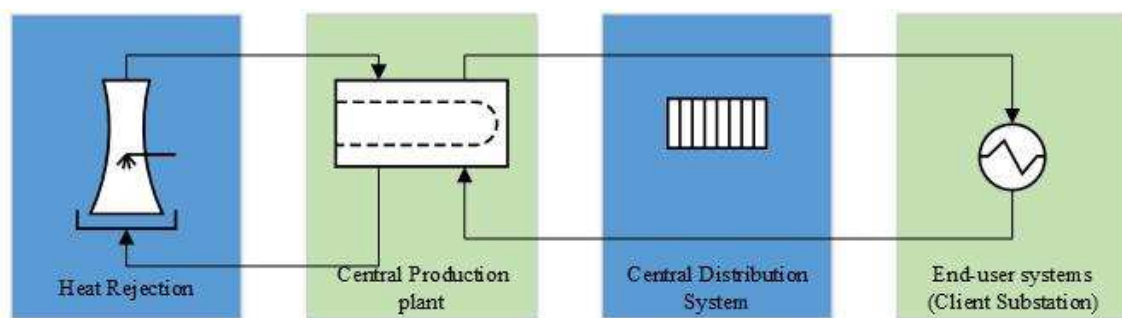 Heat Rejection
Central Production
plant
Central Distribution
System
End-user systems
(Client Substation)